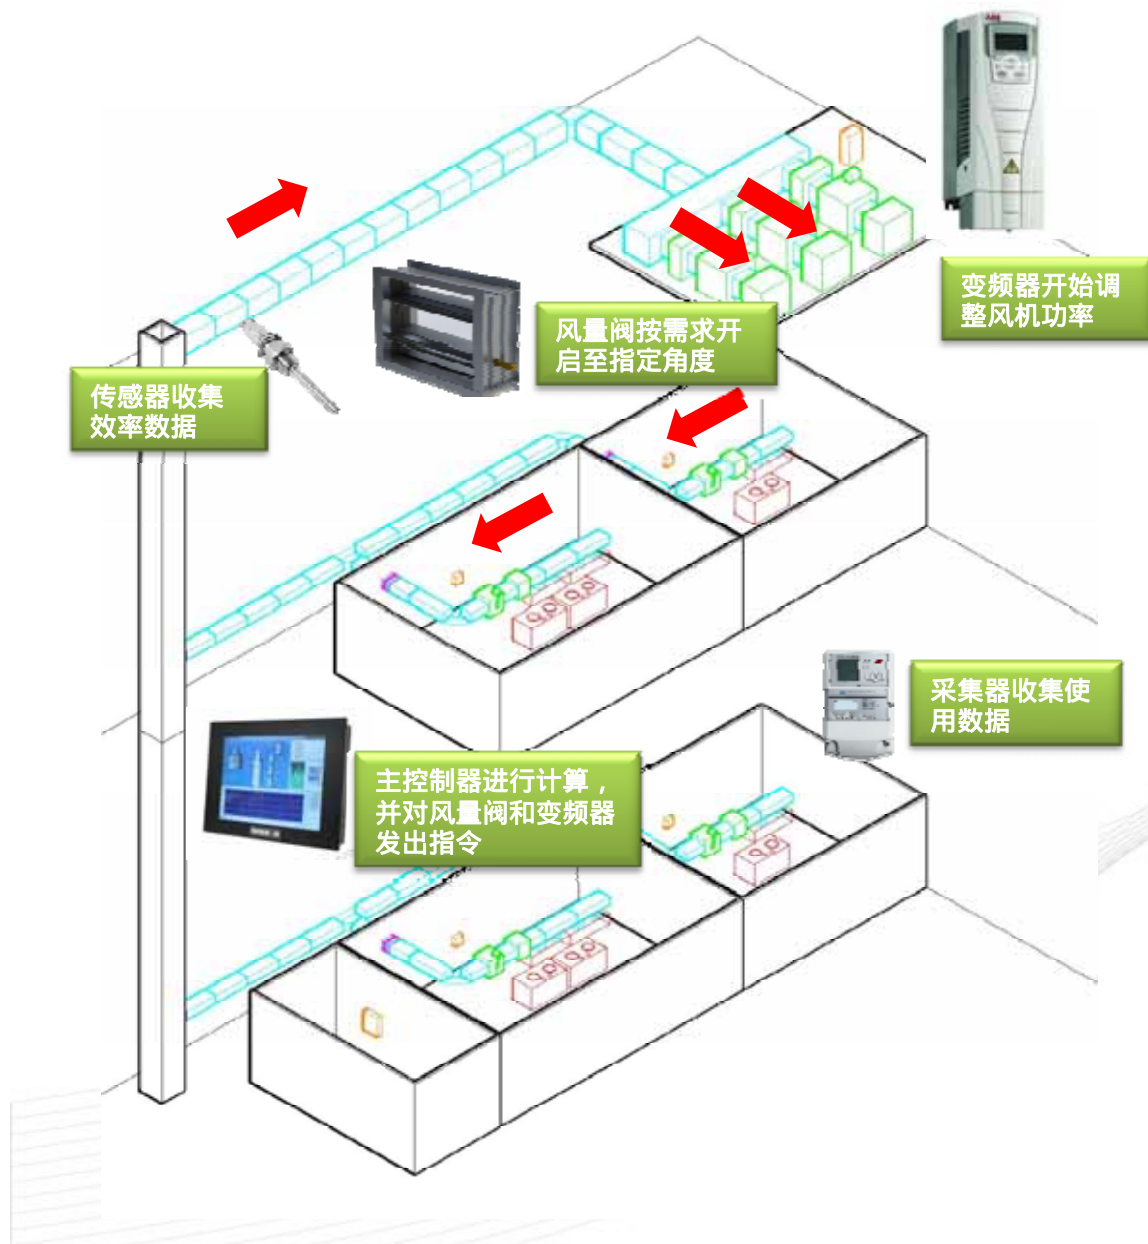 ABB
变频器开始调
整风机功率
风量阀按需求开
启至指定角度
传感器收集
效率数据
采集器收集使
用数据
主控制器进行计算，
并对风量阀和变频器
发出指令